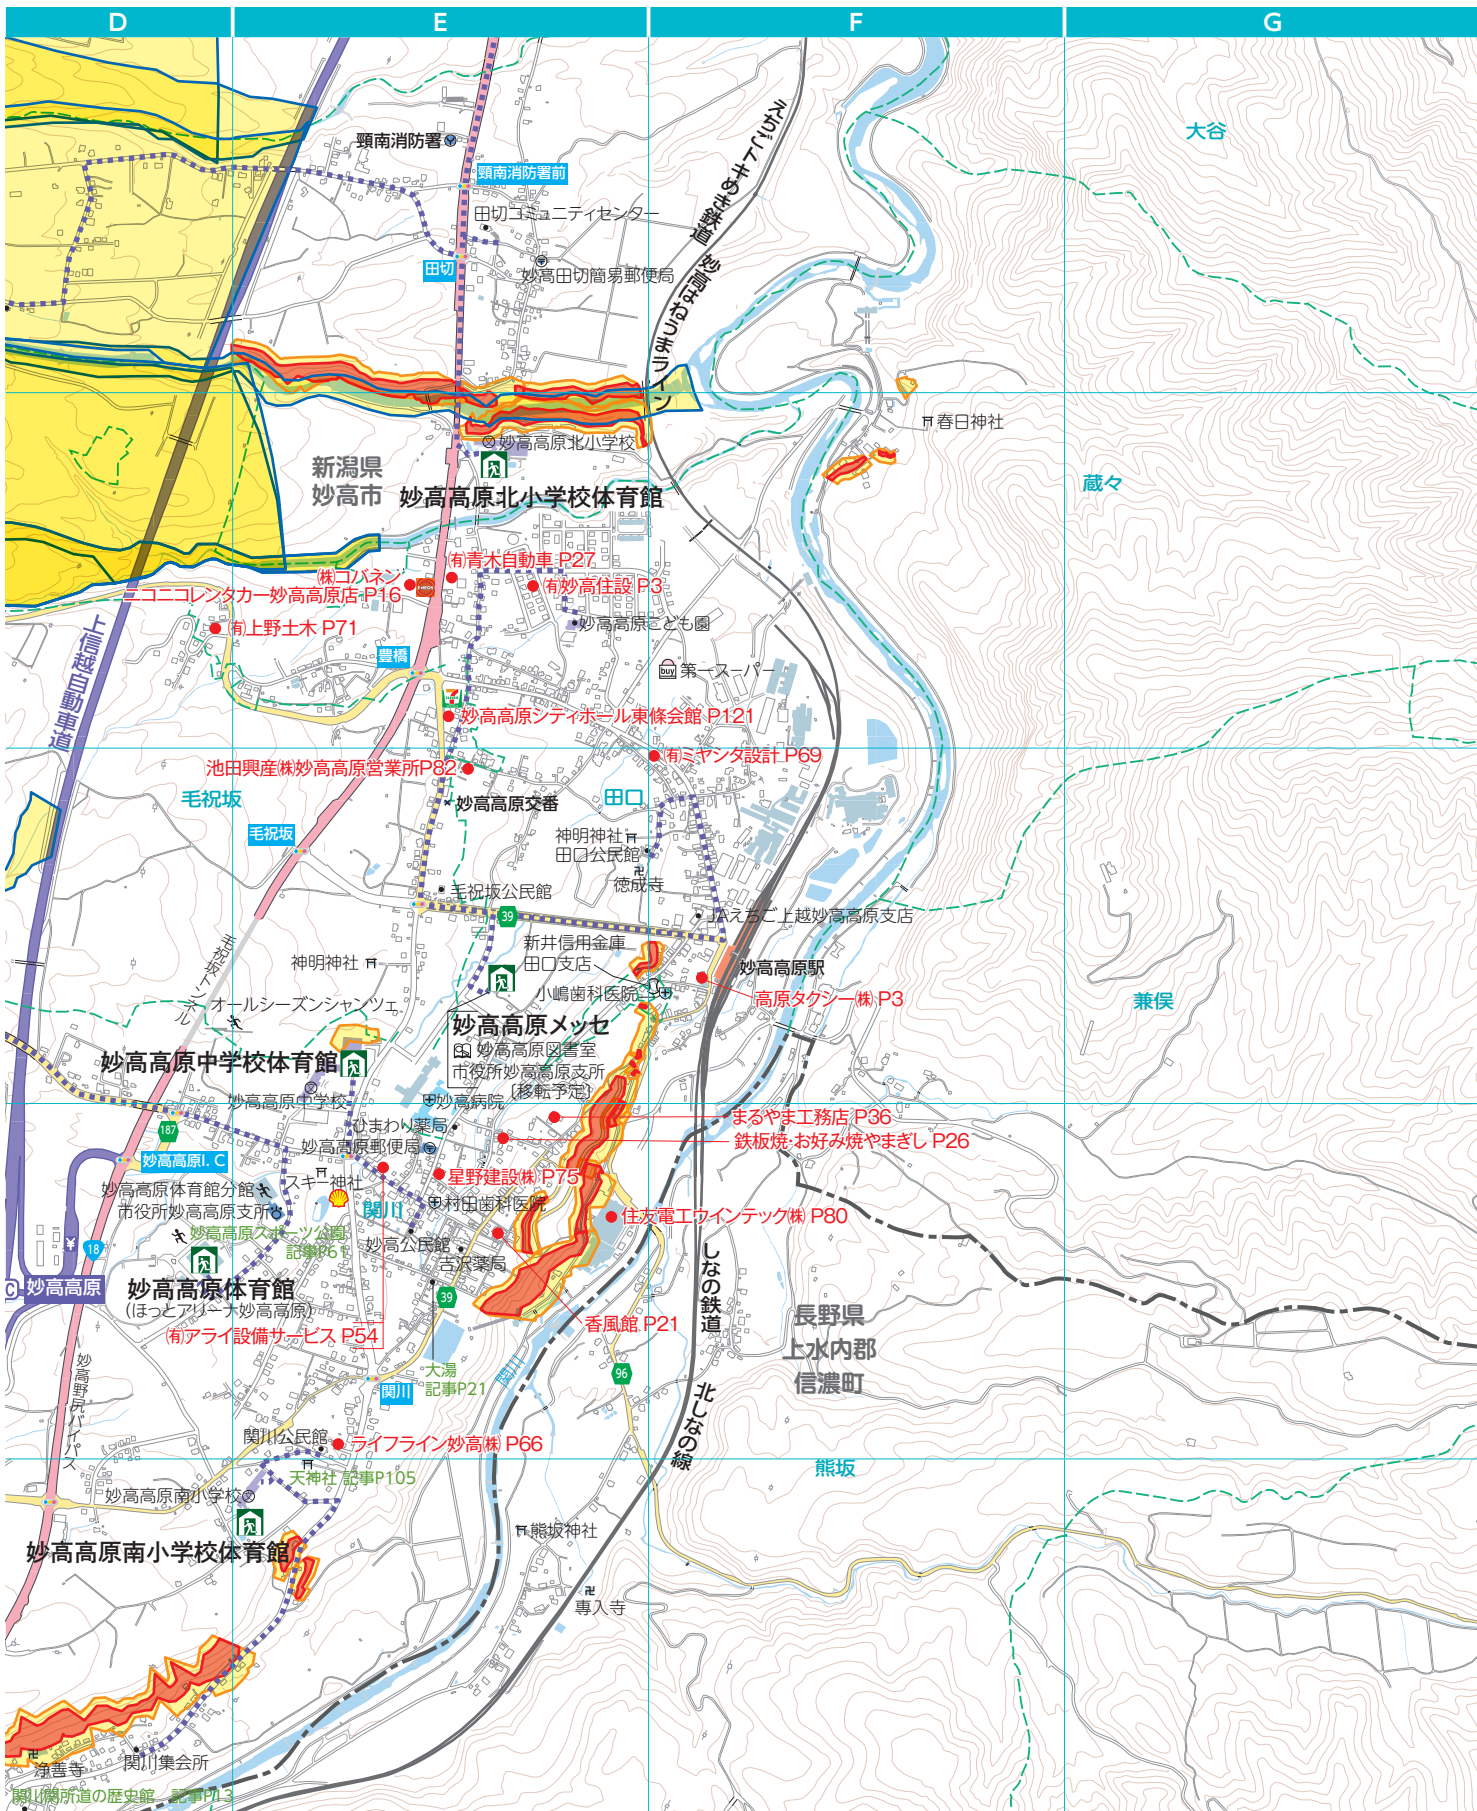 D
E
F
G
えちごトキめき鉄道 妙高はねうまライン
大谷
頸南消防署
頸南消防署前
田切コミュニティセンター
田切
妙高田切簡易郵便局
春日神社
妙高高原北小学校
新潟県
妙高市
妙高高原北小学校体育館
蔵々
㈲青木自動車 P27
㈱コバネン
ニコニコレンタカー妙高高原店 P16
㈲妙高住設 P3
㈲上野土木 P71
妙高高原こども園
上信越自動車道
豊橋
buy
第一スーパー
7
妙高高原シティホール東條会館 P121
㈲ミヤシタ設計 P69
池田興産㈱妙高高原営業所P82
毛祝坂
妙高高原交番
田口
毛祝坂
神明神社
田口公民館
徳成寺
毛祝坂公民館
39
JAえちご上越妙高高原支店
毛祝坂トンネル
新井信用金庫
田口支店
神明神社
妙高高原駅
小嶋歯科医院
高原タクシー㈱ P3
兼俣
オールシーズンシャンツェ
妙高高原メッセ
妙高高原図書室
市役所妙高高原支所
〔移転予定〕
妙高高原中学校体育館
妙高高原中学校
妙高病院
187
ひまわり薬局
まるやま工務店 P36
妙高高原郵便局
鉄板焼・お好み焼やまぎし P26
妙高高原I. C
スキー神社
星野建設㈱ P75
妙高高原体育館分館
市役所妙高高原支所
関川
村田歯科医院
住友電工ウインテック㈱ P80
妙高高原スポーツ公園
記事P61
18
妙高公民館
吉沢薬局
しなの鉄道
C
妙高高原
妙高高原体育館
(ほっとアリーナ妙高高原)
39
㈲アライ設備サービス P54
香風館 P21
長野県
上水内郡
信濃町
妙高野尻バイパス
関川
大湯
記事P21
関川
96
北しなの線
関川公民館
ライフライン妙高㈱ P66
天神社 記事P105
熊坂
妙高高原南小学校
妙高高原南小学校体育館
熊坂神社
専入寺
浄善寺
関川集会所
関川関所道の歴史館 記事P13